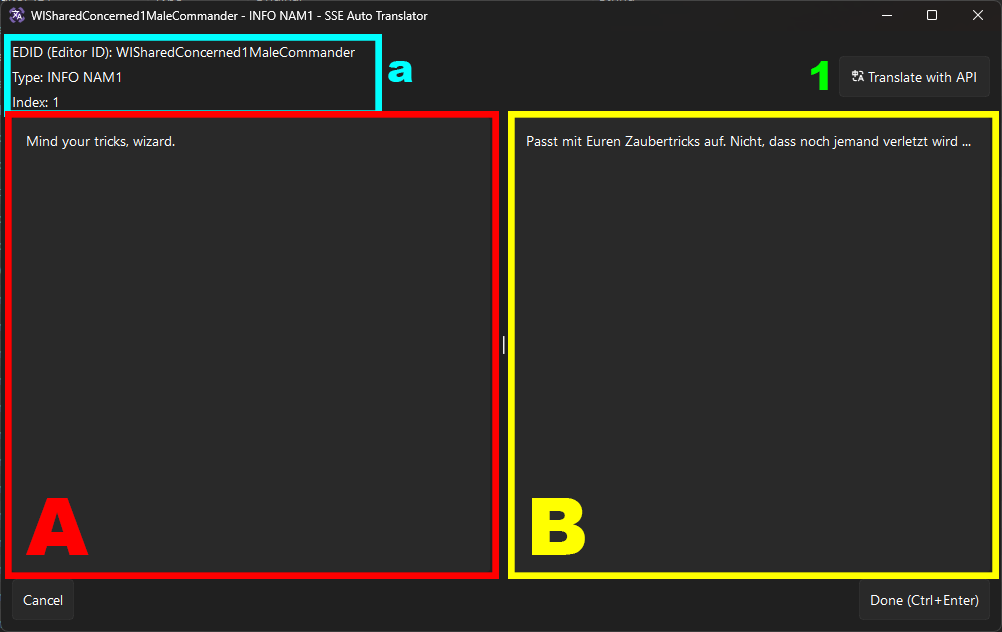 WISharedConcerned1MaleCommander - INFO NAM1 - SSE Auto Translator
EDID (Editor ID): WISharedConcerned1MaleCommander
Type: INFO NAM1
Index: 1
a
1
Translate with API
Mind your tricks, wizard.
Passt mit Euren Zaubertricks auf. Nicht, dass noch jemand verletzt wird ...
A
B
Cancel
Done (Ctrl+Enter)